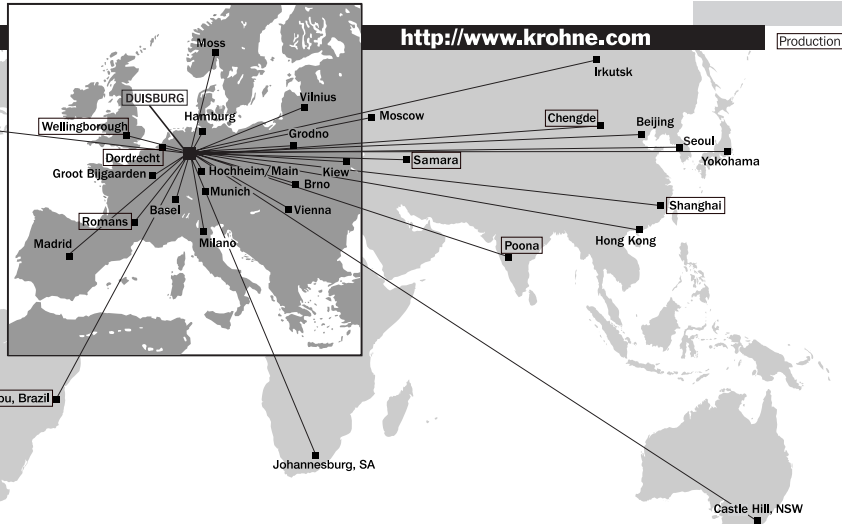 http://www.krohne.com
Production
Moss
Irkutsk
DUISBURG
Vilnius
Hamburg
Moscow
Chengde
Beijing
Wellingborough
Grodno
Seoul
Dordrecht
Samara
Yokohama
Groot Bijgaarden
Hochheim/Main
Kiew
Brno
Munich
Basel
Vienna
Shanghai
Romans
Madrid
Milano
Poona
Hong Kong
Brazil
Johannesburg, SA
Castle Hill, NSW